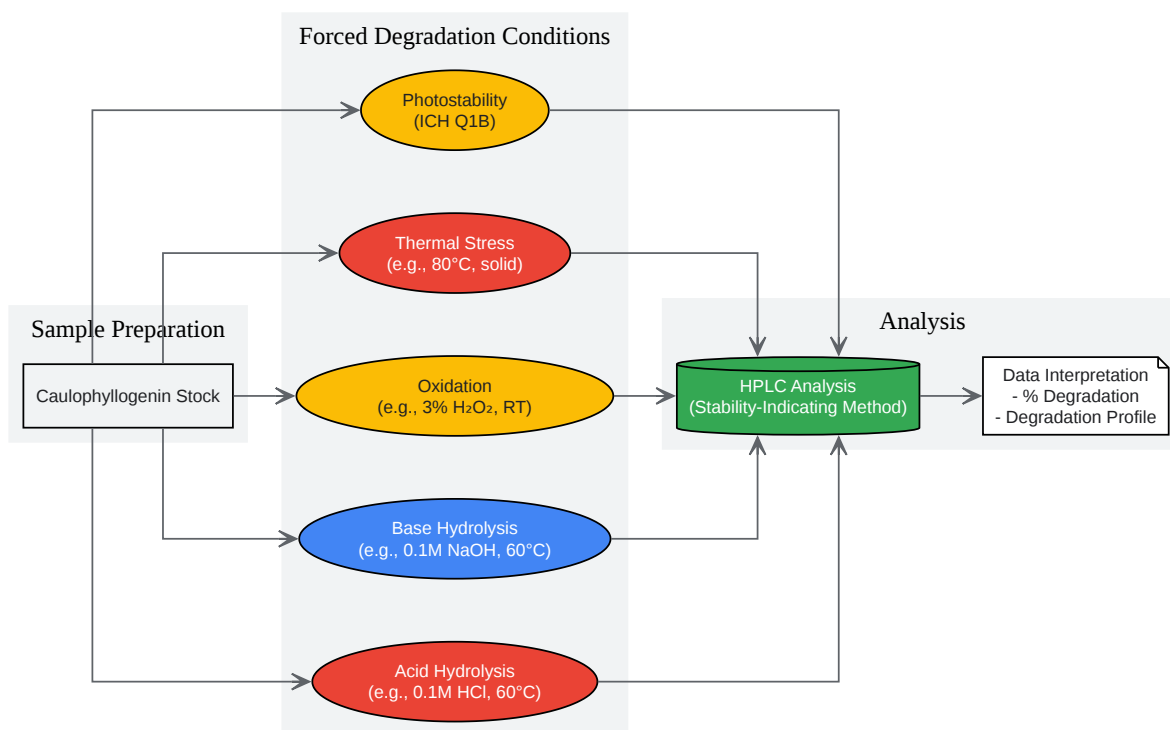 Forced Degradation Conditions
Photostability
(ICH Q1B)
Thermal Stress
(e.g., 80°C, solid)
Sample Preparation
Caulophyllogenin Stock
Oxidation
(e.g., 3% H₂O₂, RT)
Analysis
HPLC Analysis
(Stability-Indicating Method)
Data Interpretation
- % Degradation
- Degradation Profile
Base Hydrolysis
(e.g., 0.1M NaOH, 60°C)
Acid Hydrolysis
(e.g., 0.1M HCl, 60°C)